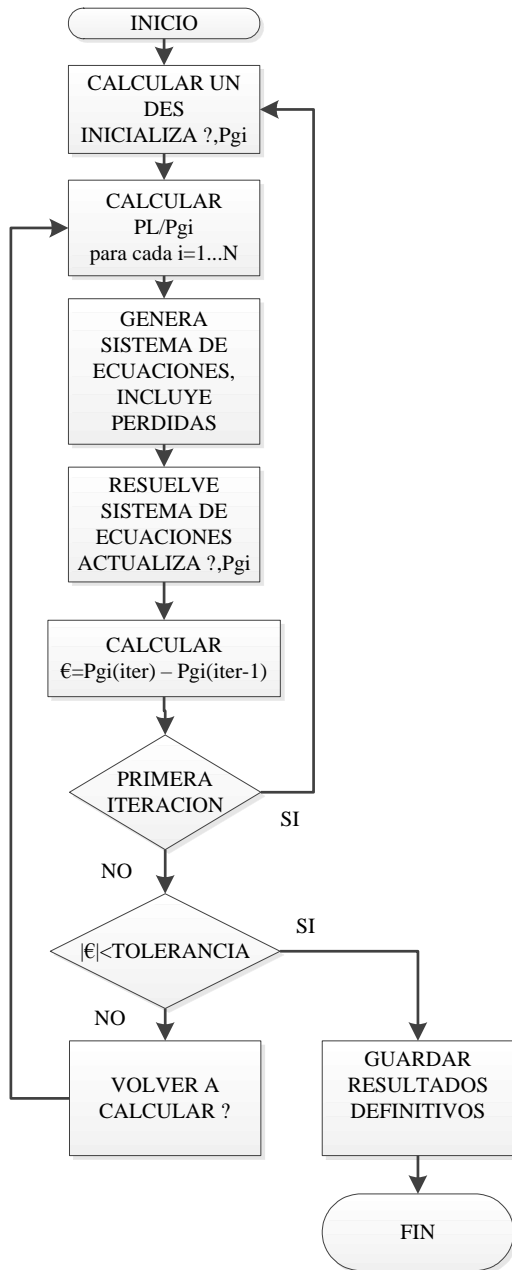 INICIO
CALCULAR UN
DES
INICIALIZA ?,Pgi
CALCULAR
PL/Pgi
para cada i=1...N
GENERA
SISTEMA DE
ECUACIONES,
INCLUYE
PERDIDAS
RESUELVE
SISTEMA DE
ECUACIONES
ACTUALIZA ?,Pgi
CALCULAR
€=Pgi(iter) – Pgi(iter-1)
PRIMERA
ITERACION
SI
NO
|€|<TOLERANCIA
SI
NO
VOLVER A
CALCULAR ?
GUARDAR
RESULTADOS
DEFINITIVOS
FIN